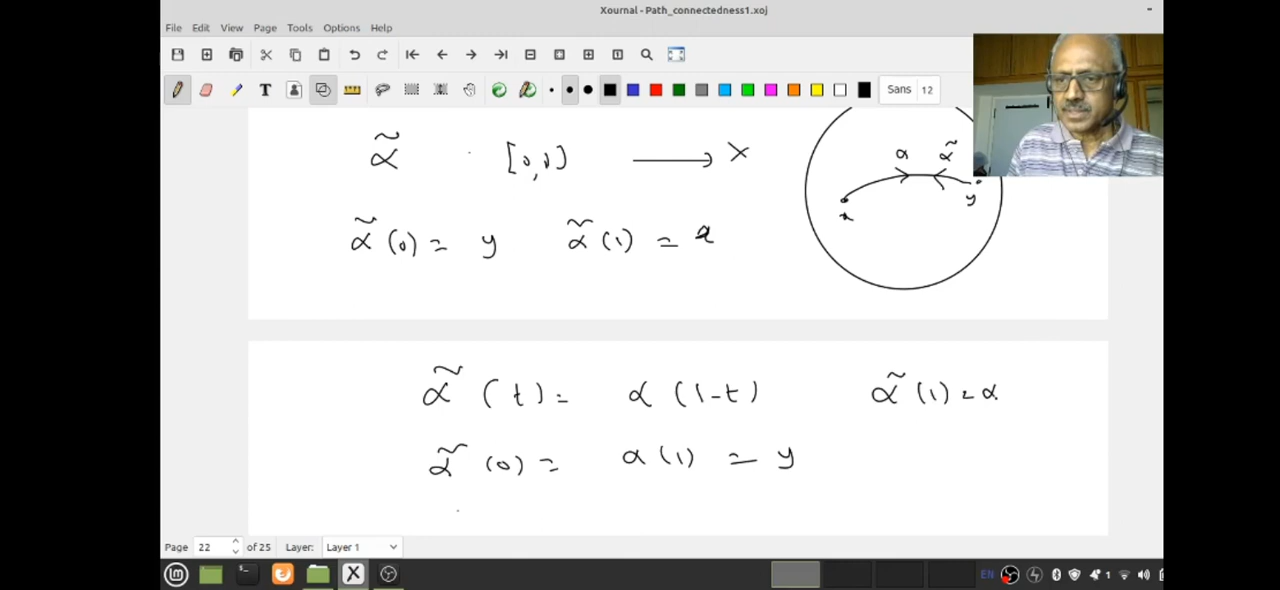 Xournal - Path_connectedness1.xoj
File Edit View Page Tools Options Help
Sans 12
α̃ [0,1] → X
α̃(0) = y α̃(1) = x
α α̃
x y
α̃(t) = α(1-t) α̃(1) = α
α̃(0) = α(1) = y
Page 22 of 25 Layer: Layer 1
EN 1